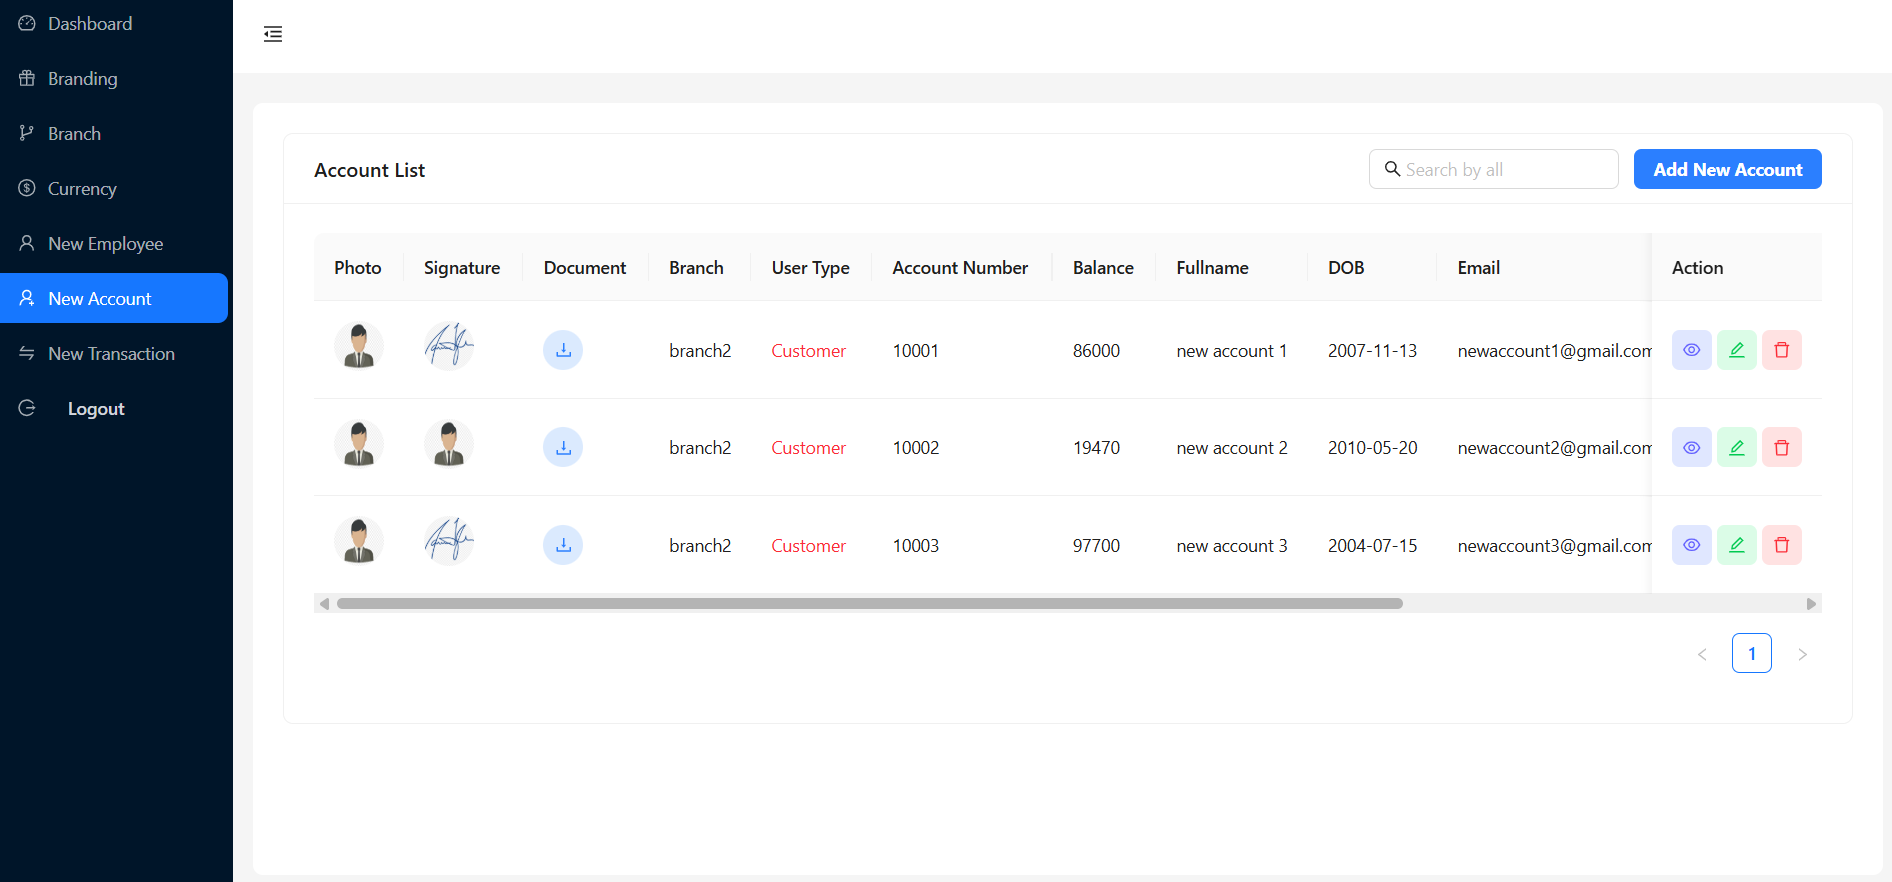 Dashboard
Branding
Branch
Currency
New Employee
New Account
New Transaction
Logout
Account List
Search by all
Add New Account
Photo Signature Document Branch User Type Account Number Balance Fullname DOB Email Action
branch2 Customer 10001 86000 new account 1 2007-11-13 newaccount1@gmail.com
branch2 Customer 10002 19470 new account 2 2010-05-20 newaccount2@gmail.com
branch2 Customer 10003 97700 new account 3 2004-07-15 newaccount3@gmail.com
1